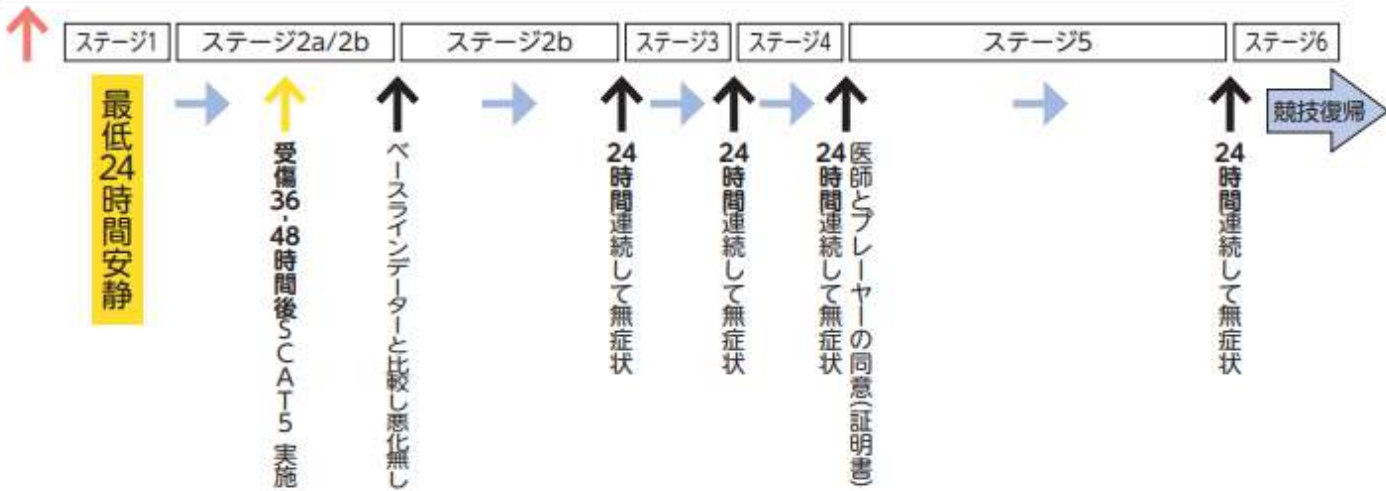 ステージ1
ステージ2a/2b
ステージ2b
ステージ3
ステージ4
ステージ5
ステージ6
最低24時間安静
受傷36-48時間後SCAT5 実施
ベースラインデーターと比較し悪化無し
24時間連続して無症状
24時間連続して無症状
24時間連続して無症状
医師とプレーヤーの同意(証明書)
24時間連続して無症状
競技復帰